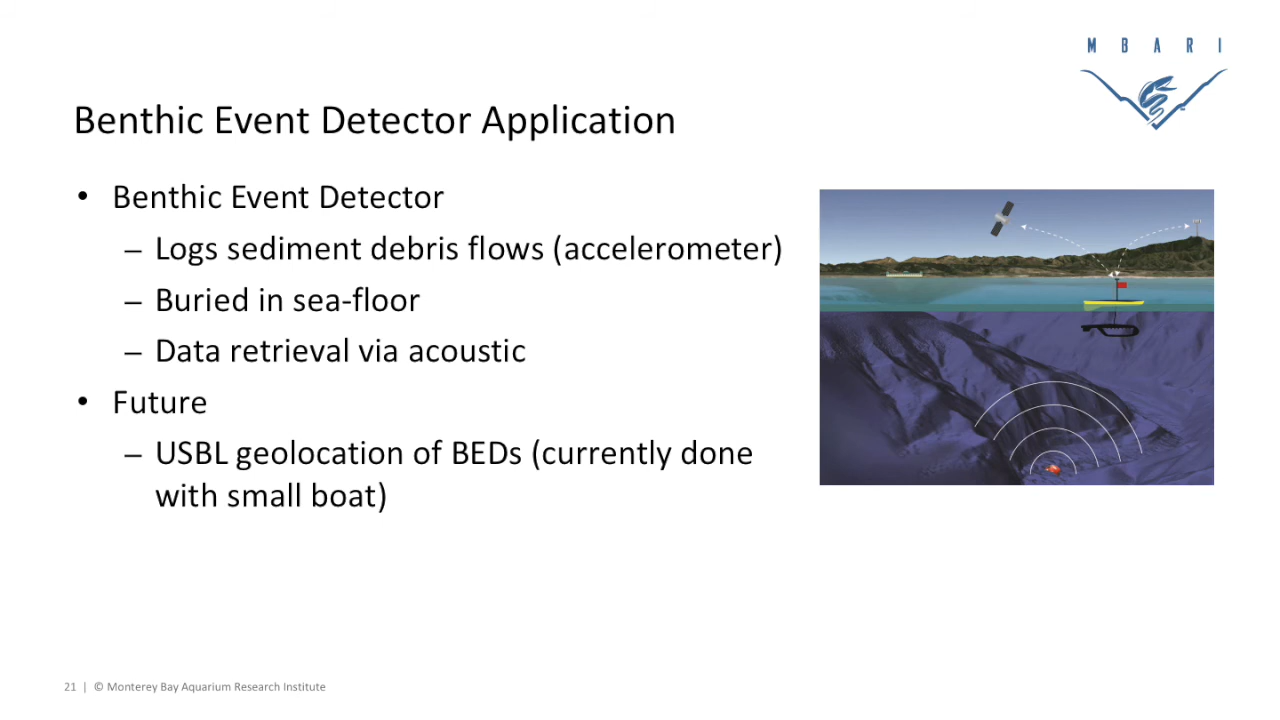 M B A R I
Benthic Event Detector Application
• Benthic Event Detector
– Logs sediment debris flows (accelerometer)
– Buried in sea-floor
– Data retrieval via acoustic
• Future
– USBL geolocation of BEDs (currently done
with small boat)
21 | © Monterey Bay Aquarium Research Institute